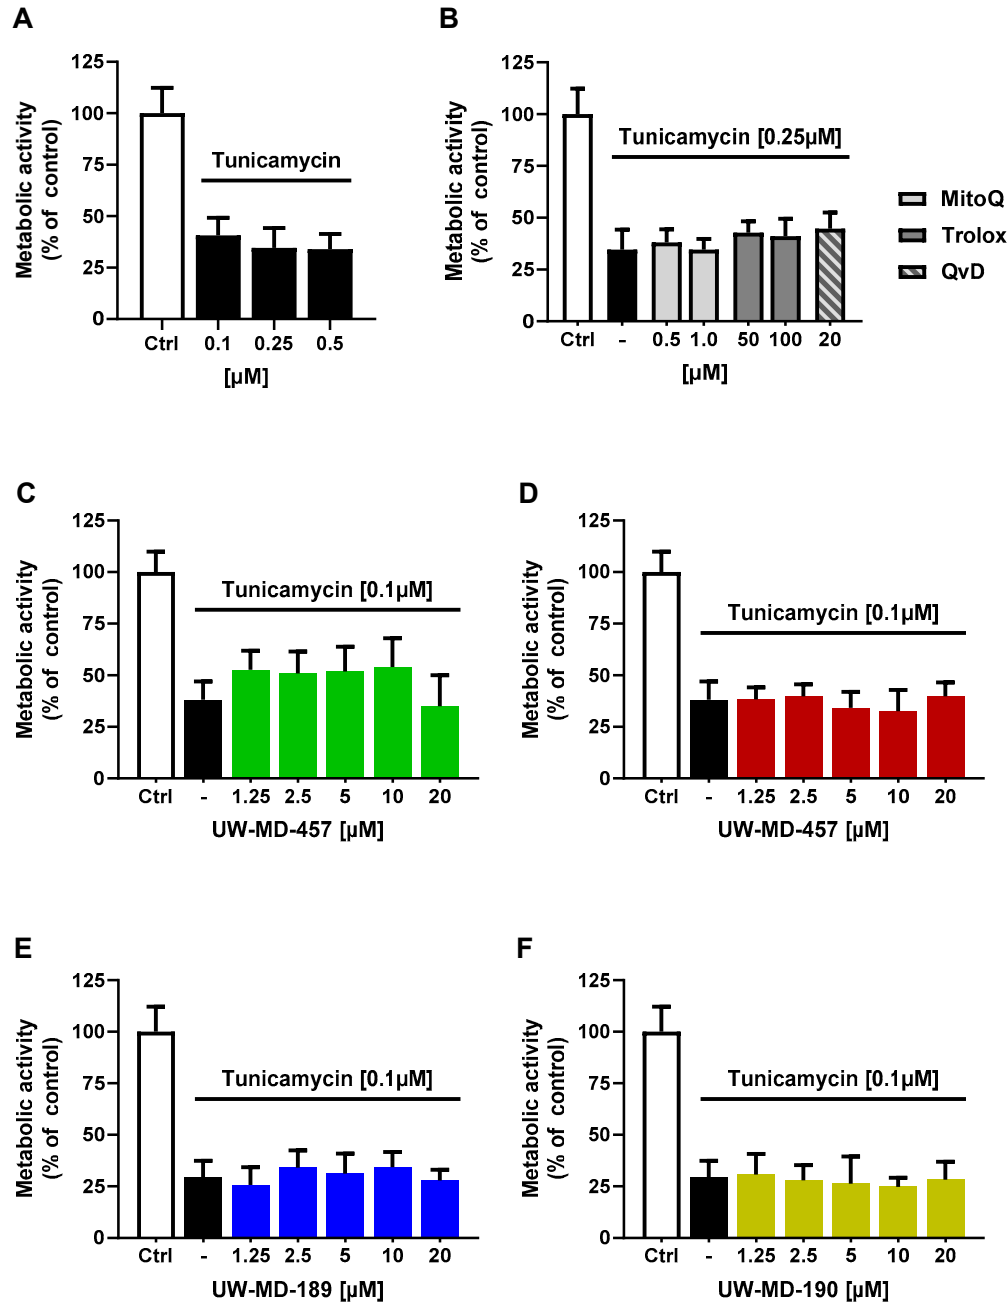 A
Metabolic activity
(% of control)
125
100
75
50
25
0
Tunicamycin
Ctrl 0.1 0.25 0.5
[µM]
B
Metabolic activity
(% of control)
125
100
75
50
25
0
Tunicamycin [0.25µM]
Ctrl - 0.5 1.0 50 100 20
[µM]
MitoQ
Trolox
QvD
C
Metabolic activity
(% of control)
125
100
75
50
25
0
Tunicamycin [0.1µM]
Ctrl - 1.25 2.5 5 10 20
UW-MD-457 [µM]
D
Metabolic activity
(% of control)
125
100
75
50
25
0
Tunicamycin [0.1µM]
Ctrl - 1.25 2.5 5 10 20
UW-MD-457 [µM]
E
Metabolic activity
(% of control)
125
100
75
50
25
0
Tunicamycin [0.1µM]
Ctrl - 1.25 2.5 5 10 20
UW-MD-189 [µM]
F
Metabolic activity
(% of control)
125
100
75
50
25
0
Tunicamycin [0.1µM]
Ctrl - 1.25 2.5 5 10 20
UW-MD-190 [µM]